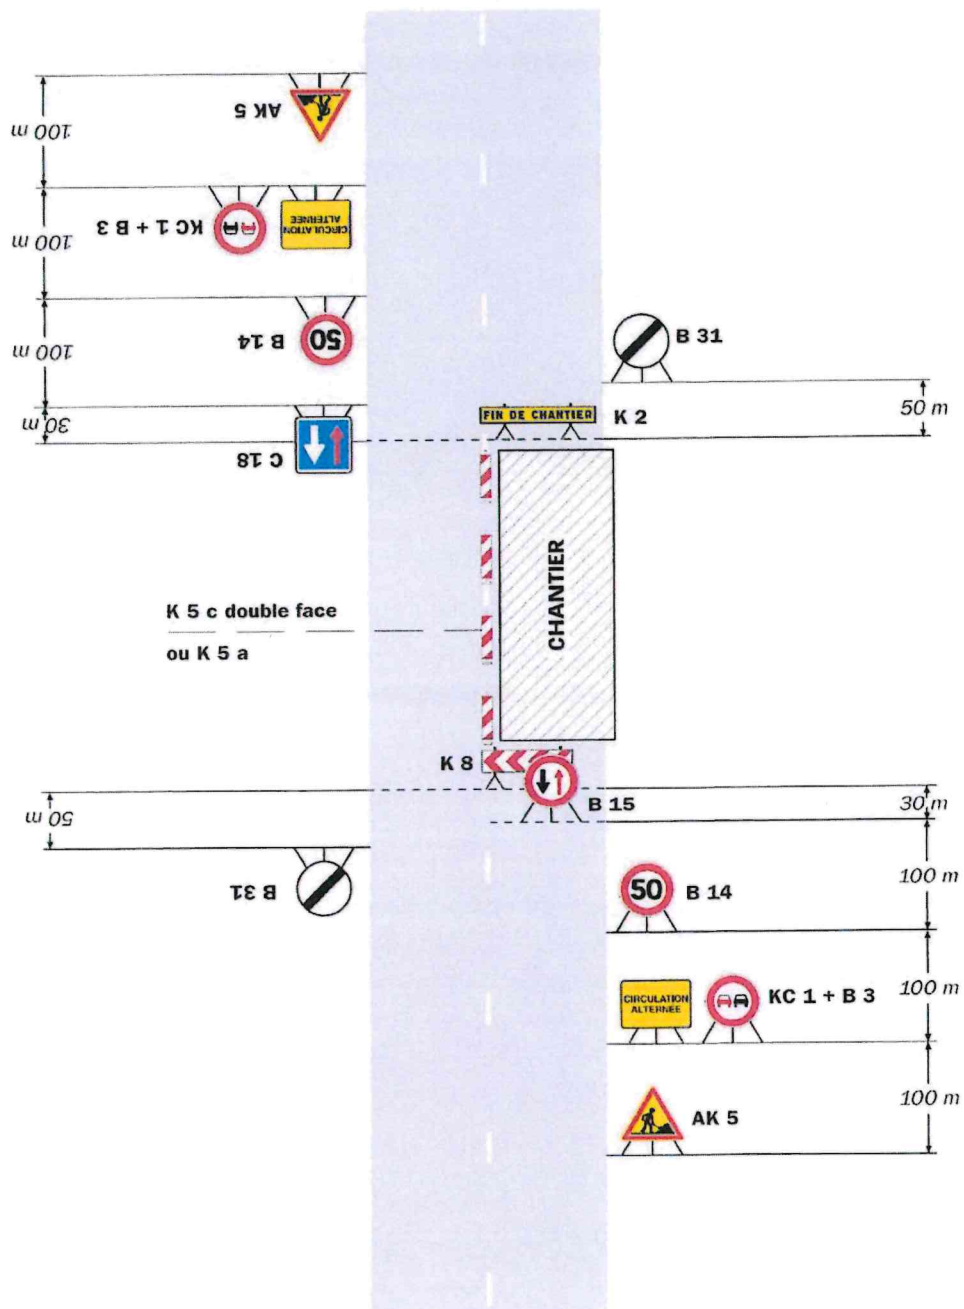 AK 5
100 m
CIRCULATION
ALTERNÉE
KC 1 + B 3
100 m
50
B 14
100 m
B 31
50 m
FIN DE CHANTIER
K 2
30 m
C 18
CHANTIER
K 5 c double face
ou K 5 a
K 8
B 15
30 m
50 m
B 31
50
B 14
100 m
CIRCULATION
ALTERNÉE
KC 1 + B 3
100 m
AK 5
100 m